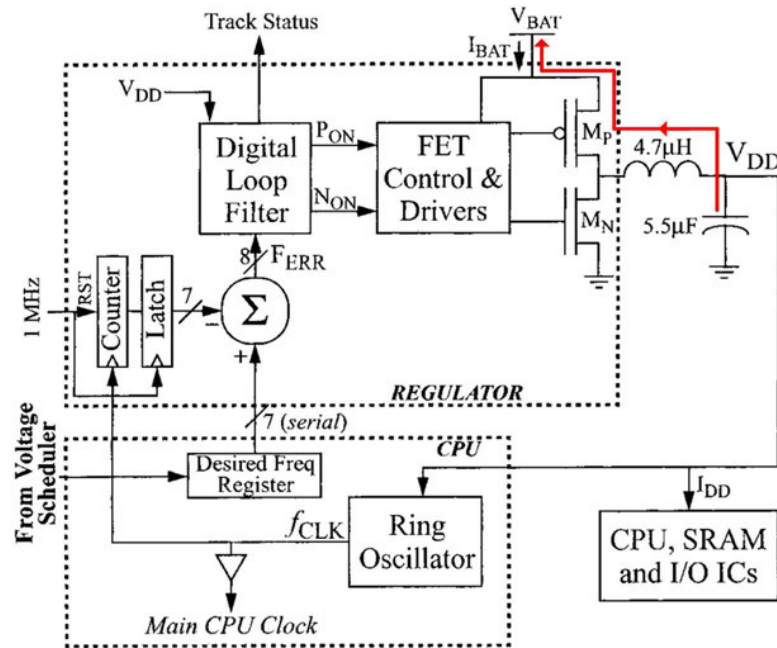 Track Status
V_BAT
I_BAT
V_DD
Digital
Loop
Filter
P_ON
N_ON
FET
Control &
Drivers
M_P
M_N
4.7μH
V_DD
5.5μF
8
F_ERR
1 MHz
RST
Counter
Latch
7
−
Σ
+
REGULATOR
7 (serial)
CPU
From Voltage
Scheduler
Desired Freq
Register
f_CLK
Ring
Oscillator
I_DD
CPU, SRAM
and I/O ICs
Main CPU Clock